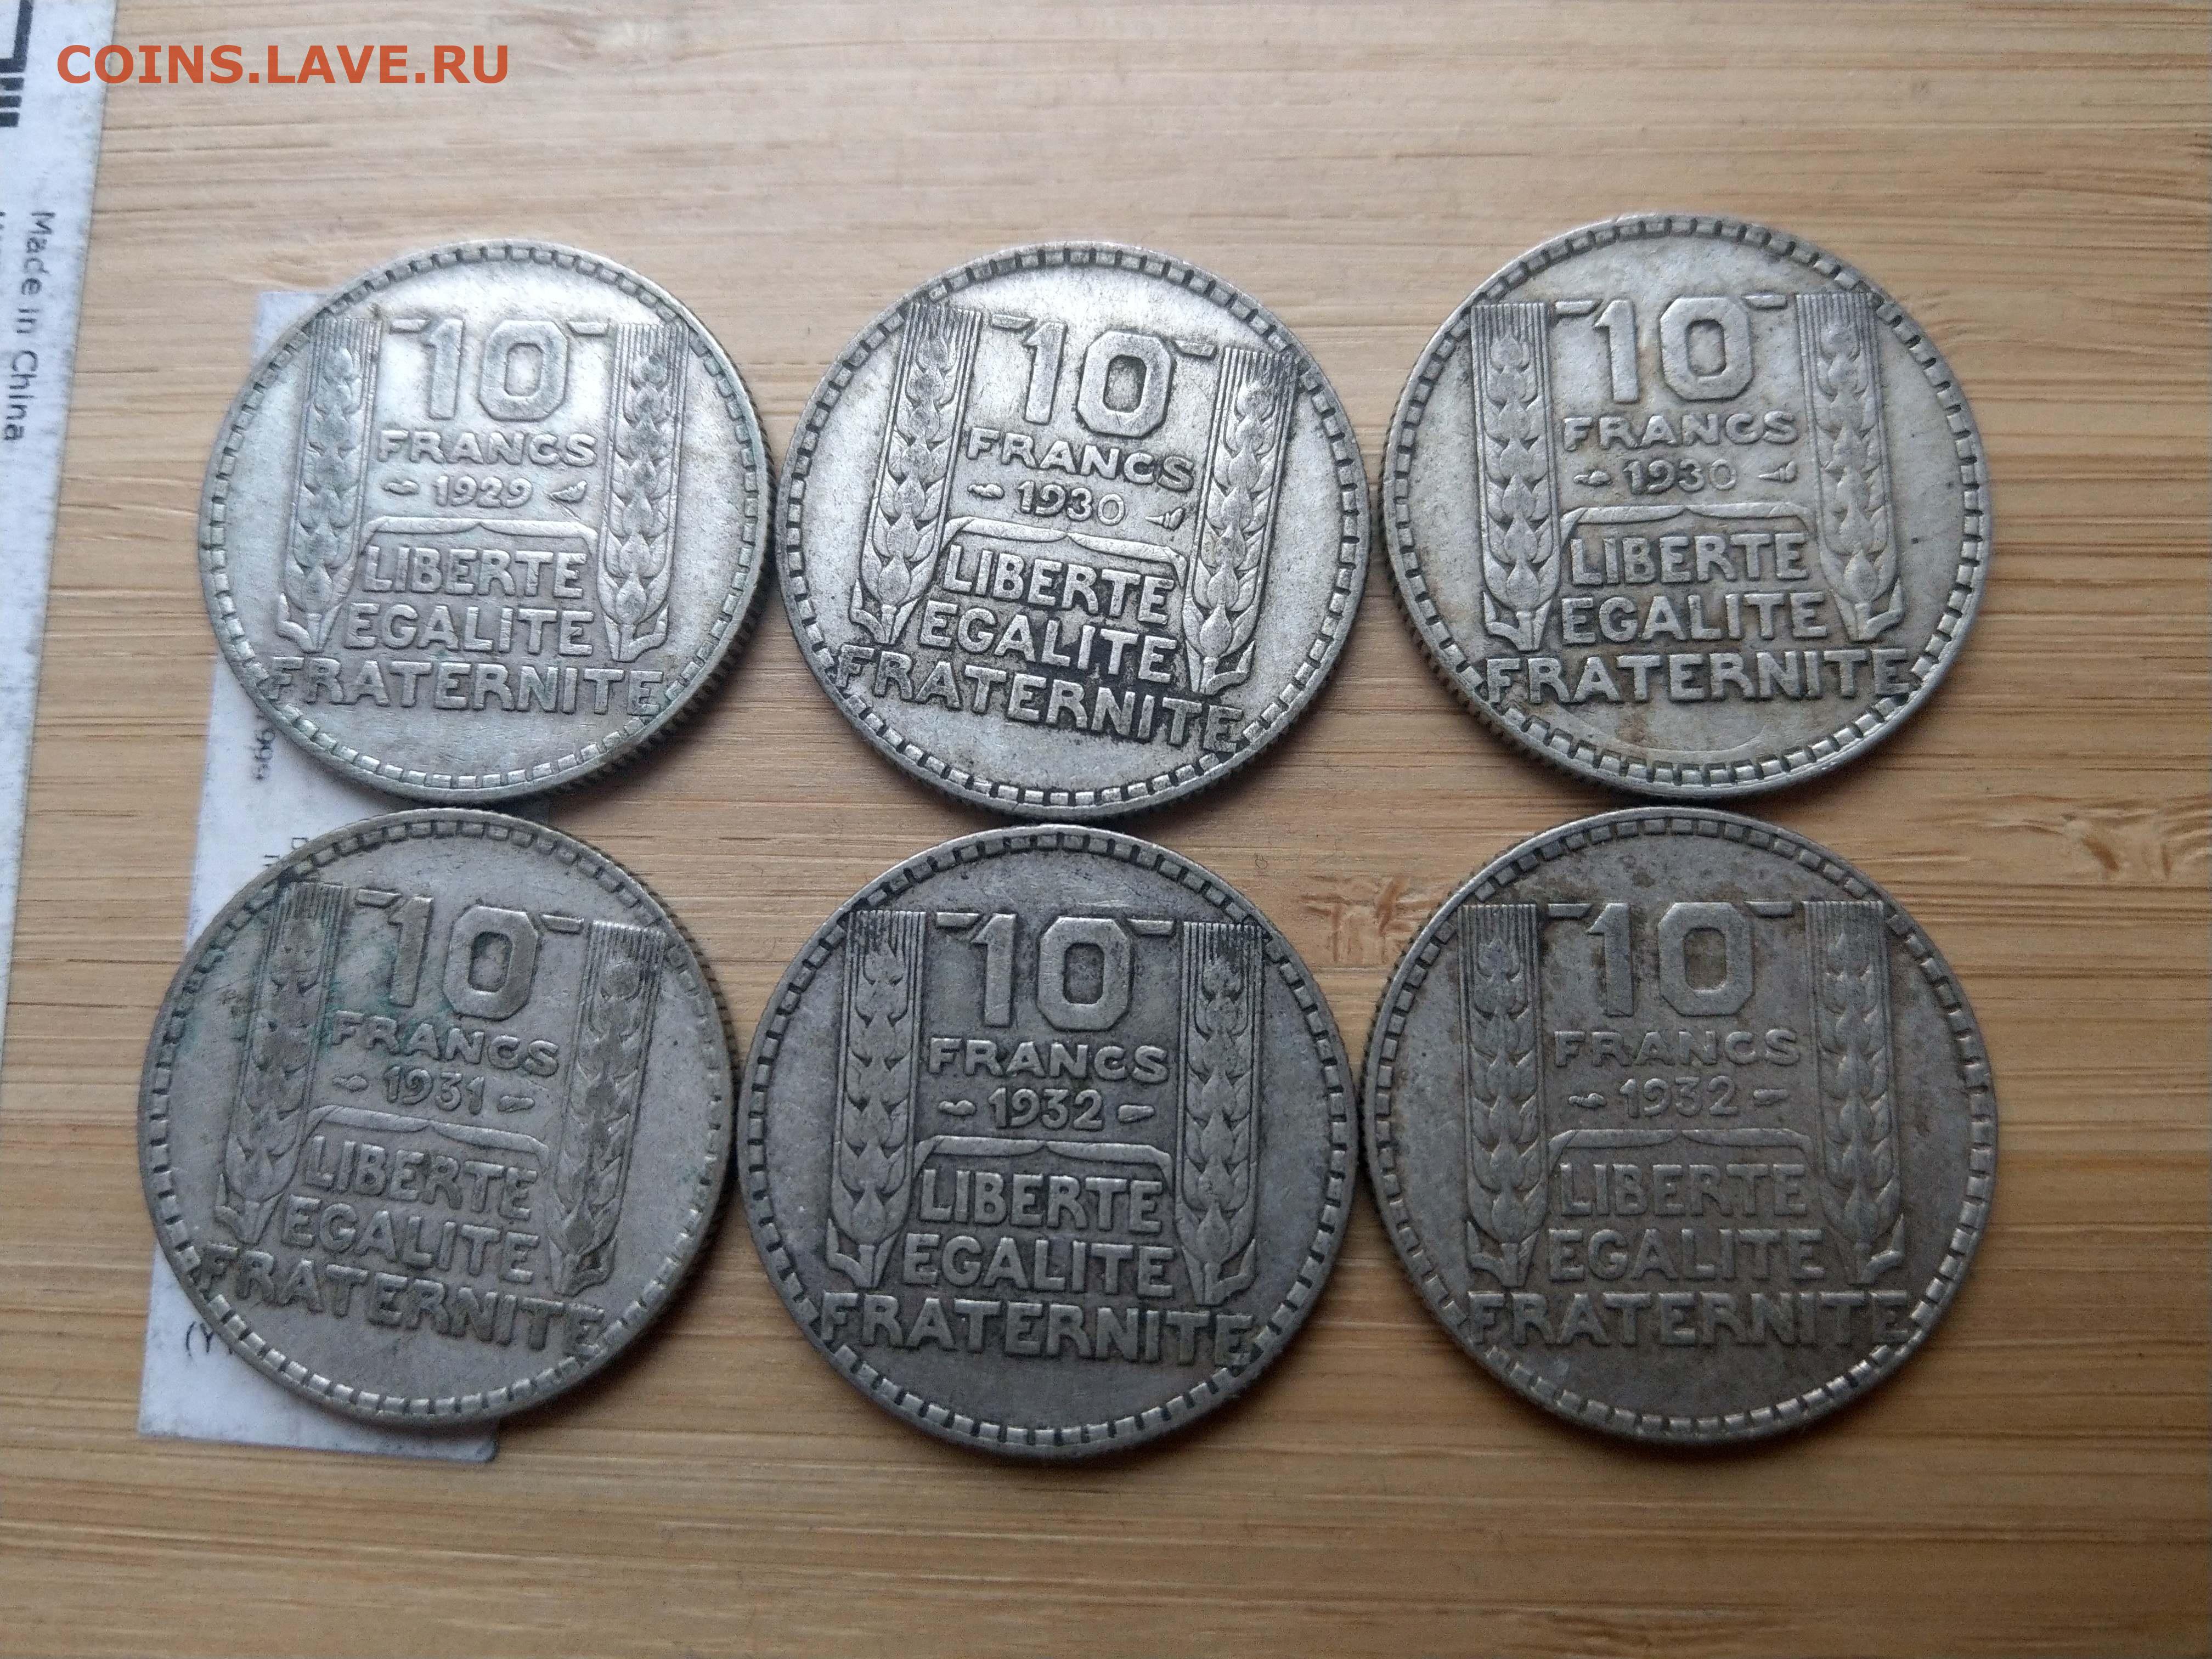 COINS.LAVE.RU
Made in China
10
FRANCS
1929
LIBERTE
EGALITE
FRATERNITE
10
FRANCS
1930
LIBERTE
EGALITE
FRATERNITE
10
FRANCS
1930
LIBERTE
EGALITE
FRATERNITE
10
FRANCS
1931
LIBERTE
EGALITE
FRATERNITE
10
FRANCS
1932
LIBERTE
EGALITE
FRATERNITE
10
FRANCS
1932
LIBERTE
EGALITE
FRATERNITE